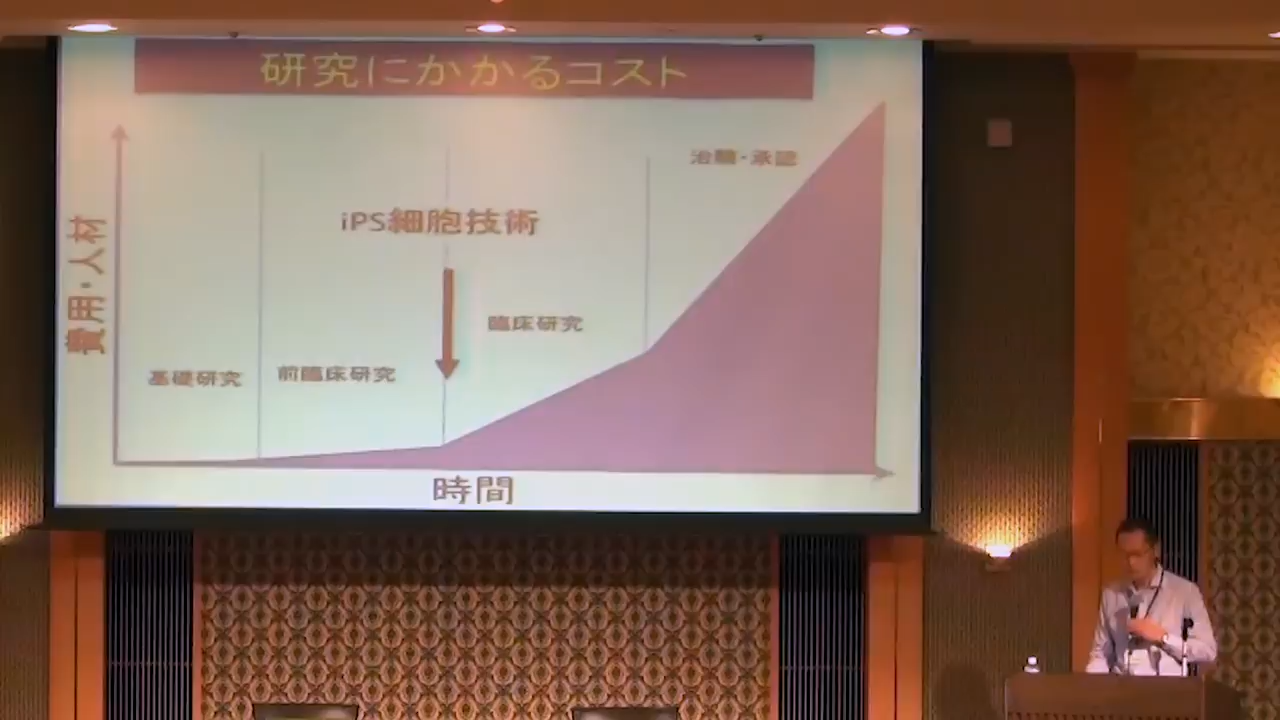 研究にかかるコスト
治験・承認
iPS細胞技術
費用・人材
臨床研究
基礎研究
前臨床研究
時間